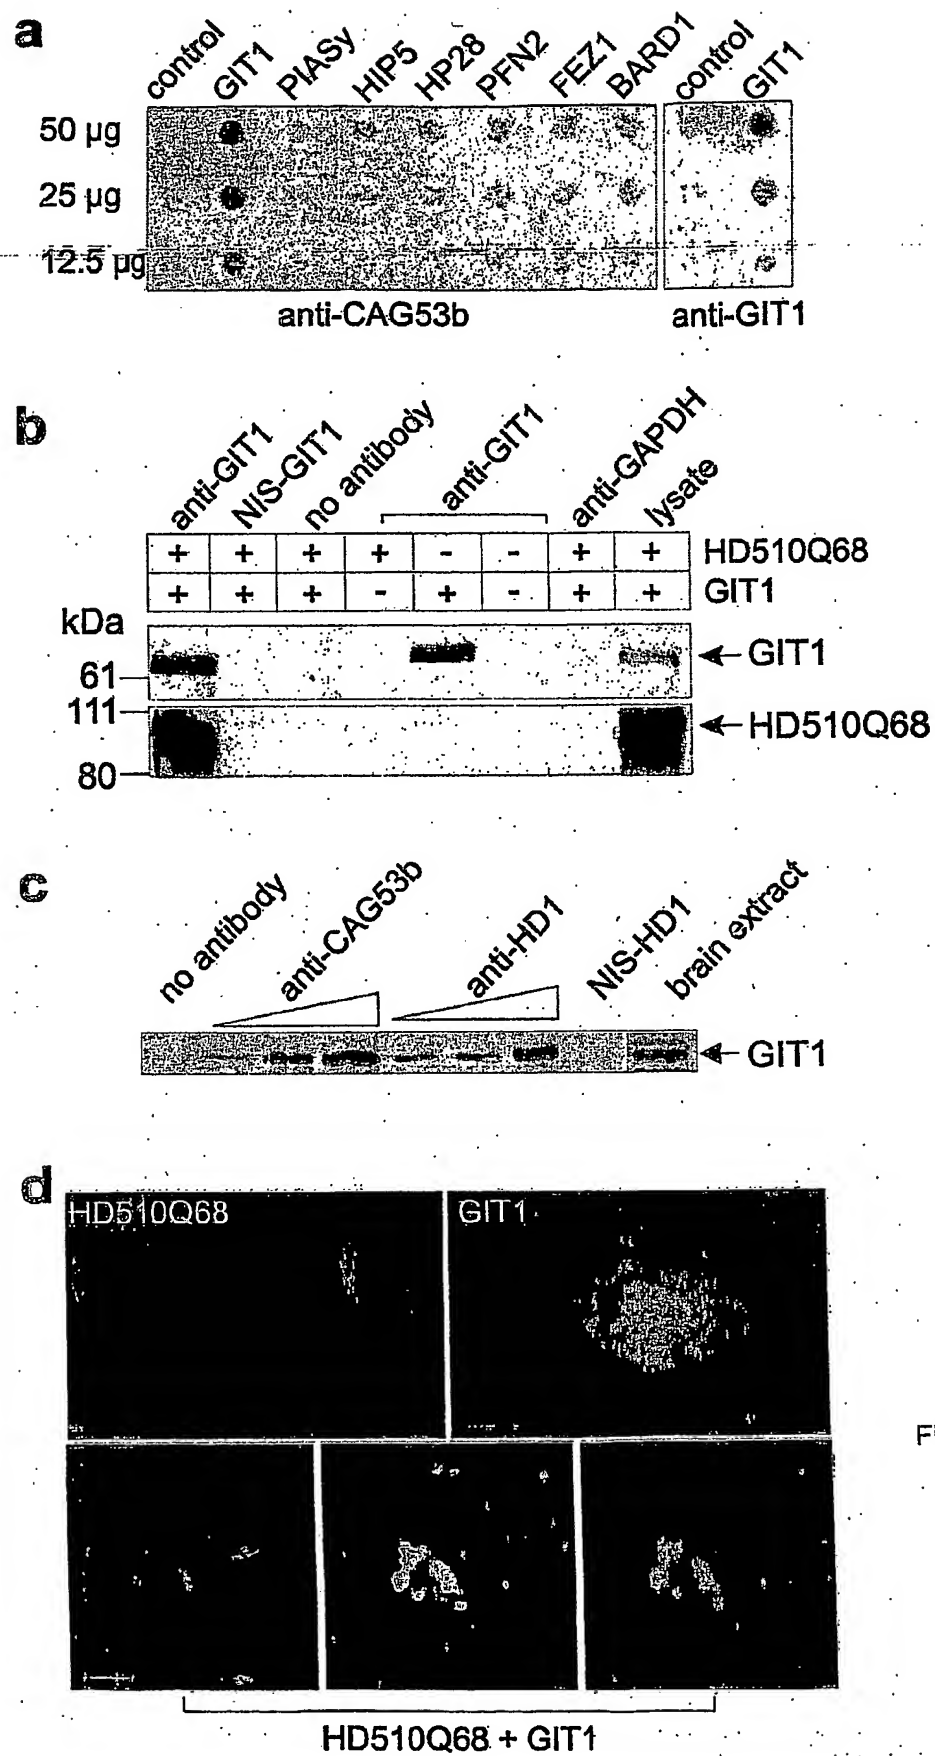 a
control GIT1 PIASy HIP5 HP28 PFN2 FEZ1 BARD1 control GIT1
50 µg
25 µg
12.5 µg
anti-CAG53b anti-GIT1
b
anti-GIT1 NIS-GIT1 no antibody anti-GIT1 anti-GAPDH lysate
+ + + + - - + + HD510Q68
+ + + - + - + + GIT1
kDa
GIT1
61
111
HD510Q68
80
c
no antibody anti-CAG53b anti-HD1 NIS-HD1 brain extract
GIT1
d
HD510Q68 GIT1
HD510Q68 + GIT1